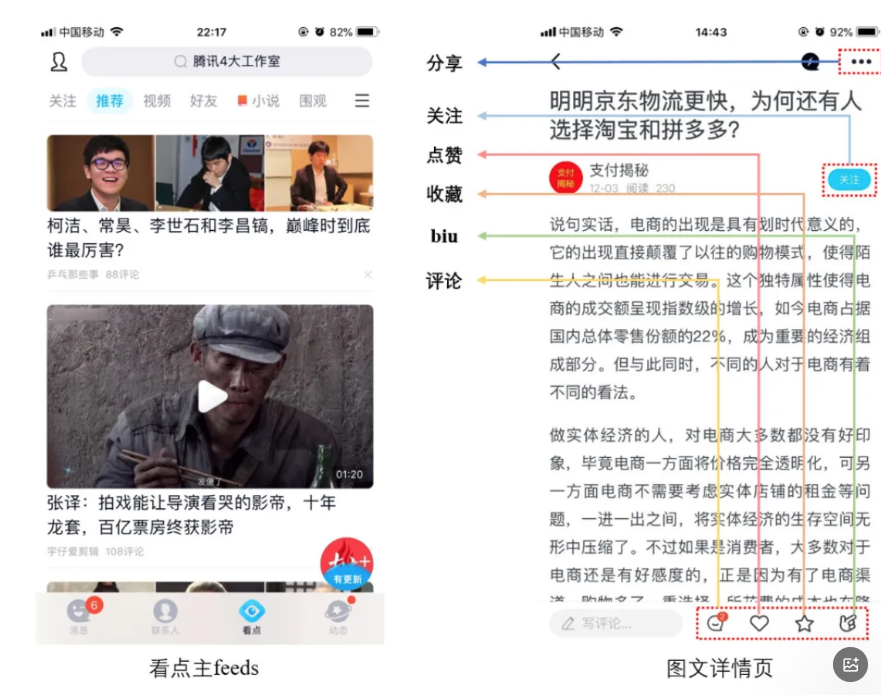 中国移动 22:17 82%
腾讯4大工作室
关注 推荐 视频 好友 小说 围观
柯洁、常昊、李世石和李昌镐，巅峰时到底
谁最厉害？
乒乓那些事 88评论
发傻了
01:20
张译：拍戏能让导演看哭的影帝，十年
龙套，百亿票房终获影帝
宇仔爱剪辑 108评论
有更新
6
消息 联系人 看点 动态
看点主feeds
分享
关注
点赞
收藏
biu
评论
中国移动 14:43 92%
明明京东物流更快，为何还有人
选择淘宝和拼多多？
支付
揭秘
支付揭秘
12-03 阅读 230
关注
说句实话，电商的出现是具有划时代意义的，
它的出现直接颠覆了以往的购物模式，使得陌
生人之间也能进行交易。这个独特属性使得电
商的成交额呈现指数级的增长，如今电商占据
国内总体零售份额的22%，成为重要的经济组
成部分。但与此同时，不同的人对于电商有着
不同的看法。
做实体经济的人，对电商大多数都没有好印
象，毕竟电商一方面将价格完全透明化，可另
一方面电商不需要考虑实体店铺的租金等问
题，一进一出之间，将实体经济的生存空间无
形中压缩了。不过如果是消费者，大多数对于
电商还是有好感度的，正是因为有了电商渠
写评论...
2
图文详情页